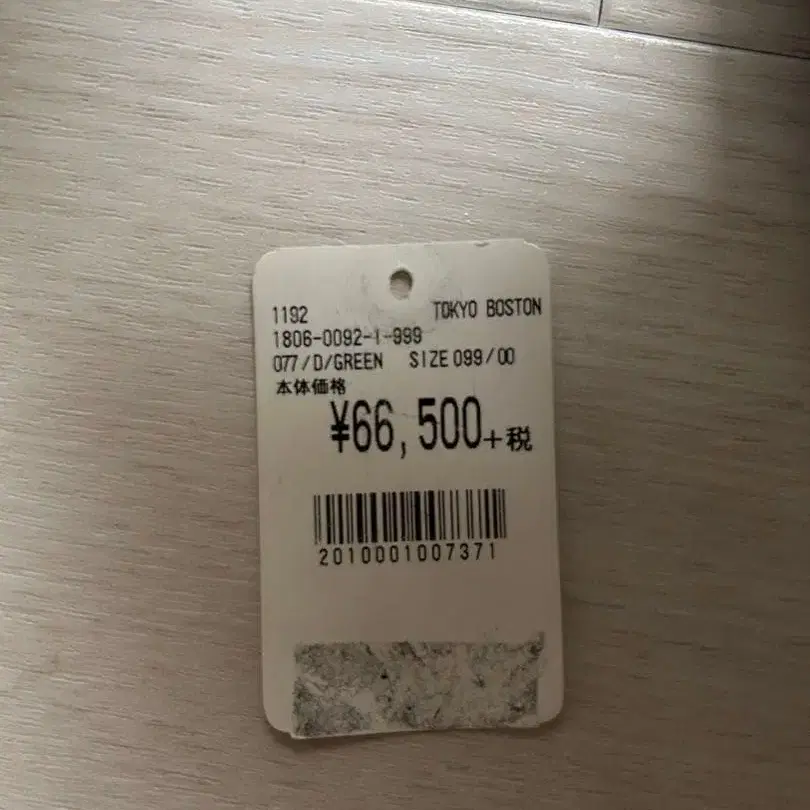 1192 TOKYO BOSTON
1806-0092-1-999
077/D/GREEN SIZE 099/00
本体価格
¥66,500+税
2010001007371